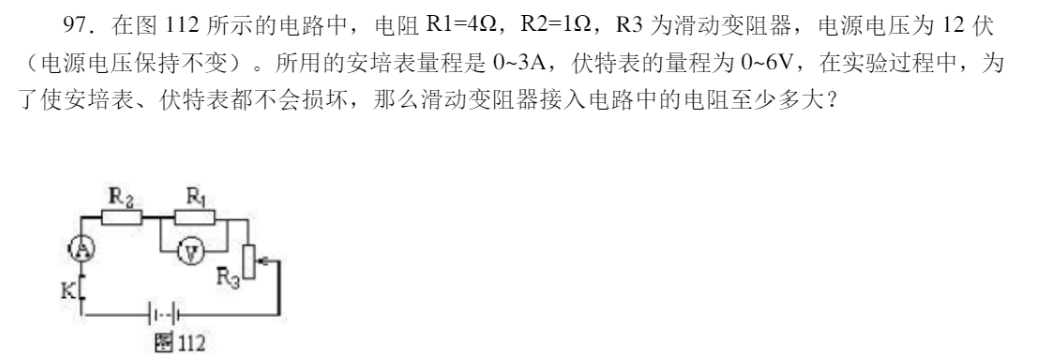 97．在图 112 所示的电路中，电阻 R1=4Ω，R2=1Ω，R3 为滑动变阻器，电源电压为 12 伏
（电源电压保持不变）。所用的安培表量程是 0~3A，伏特表的量程为 0~6V，在实验过程中，为
了使安培表、伏特表都不会损坏，那么滑动变阻器接入电路中的电阻至少多大？
R2 R1
A V
R3
K
图112